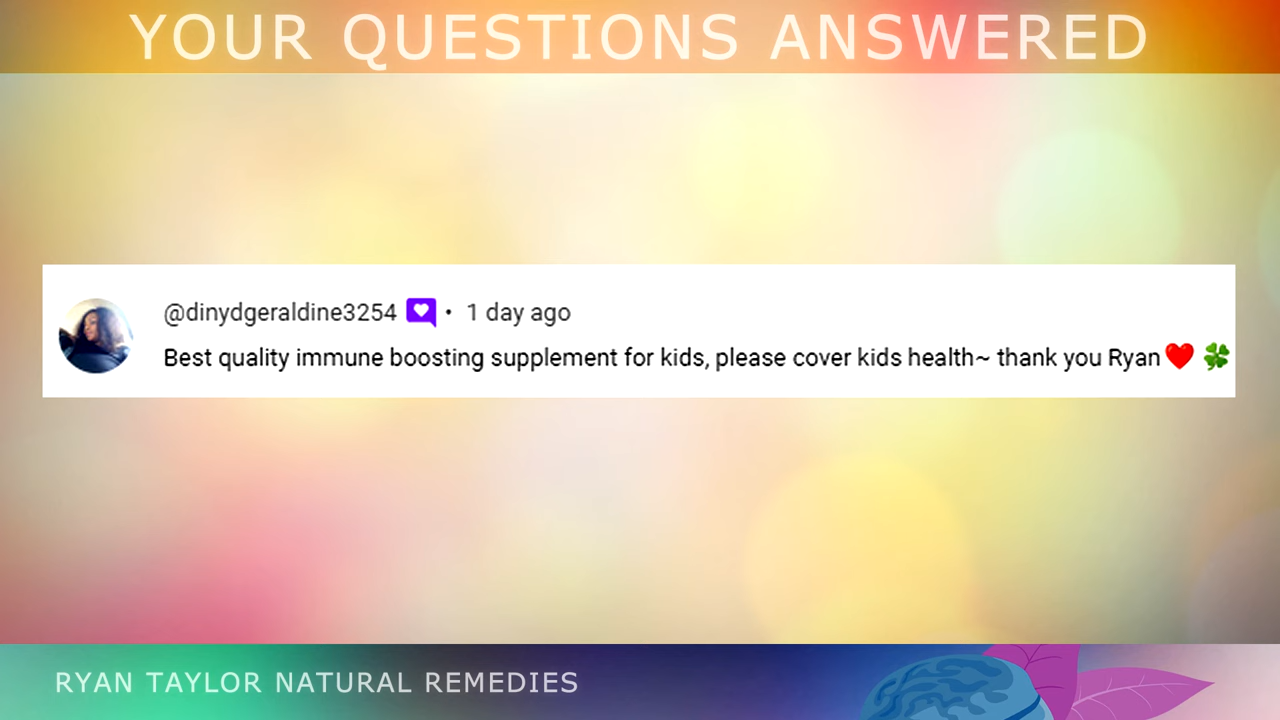 YOUR QUESTIONS ANSWERED
@dinydgeraldine3254 • 1 day ago
Best quality immune boosting supplement for kids, please cover kids health~ thank you Ryan❤️ 🍀
RYAN TAYLOR NATURAL REMEDIES